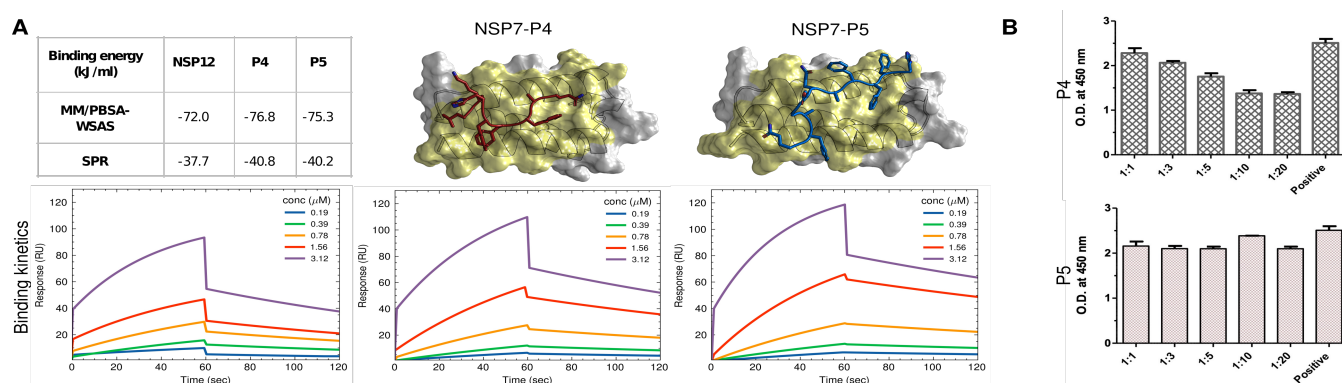 A
Binding energy (kJ/ml) NSP12 P4 P5
MM/PBSA-WSAS -72.0 -76.8 -75.3
SPR -37.7 -40.8 -40.2
NSP7-P4
NSP7-P5
Binding kinetics
Response (RU)
120
100
80
60
40
20
0 20 40 60 80 100 120
Time (sec)
conc (μM)
0.19
0.39
0.78
1.56
3.12
Response (RU)
120
100
80
60
40
20
0 20 40 60 80 100 120
Time (sec)
conc (μM)
0.19
0.39
0.78
1.56
3.12
Response (RU)
120
100
80
60
40
20
0 20 40 60 80 100 120
Time (sec)
conc (μM)
0.19
0.39
0.78
1.56
3.12
B
P4
O.D. at 450 nm
3
2
1
0
1:1 1:3 1:5 1:10 1:20 Positive
P5
O.D. at 450 nm
3
2
1
0
1:1 1:3 1:5 1:10 1:20 Positive